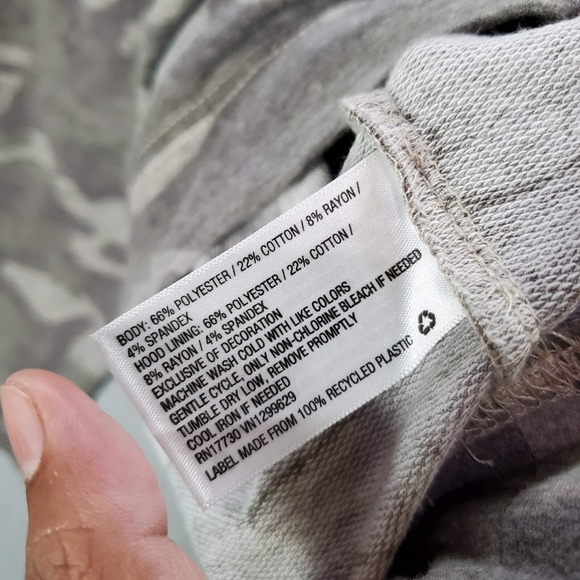 BODY: 66% POLYESTER / 22% COTTON / 8% RAYON /
4% SPANDEX
HOOD LINING: 66% POLYESTER / 22% COTTON /
8% RAYON / 4% SPANDEX
EXCLUSIVE OF DECORATION
MACHINE WASH COLD WITH LIKE COLORS
GENTLE CYCLE. ONLY NON-CHLORINE BLEACH IF NEEDED
TUMBLE DRY LOW, REMOVE PROMPTLY
COOL IRON IF NEEDED
RN17730 VN1299629
LABEL MADE FROM 100% RECYCLED PLASTIC